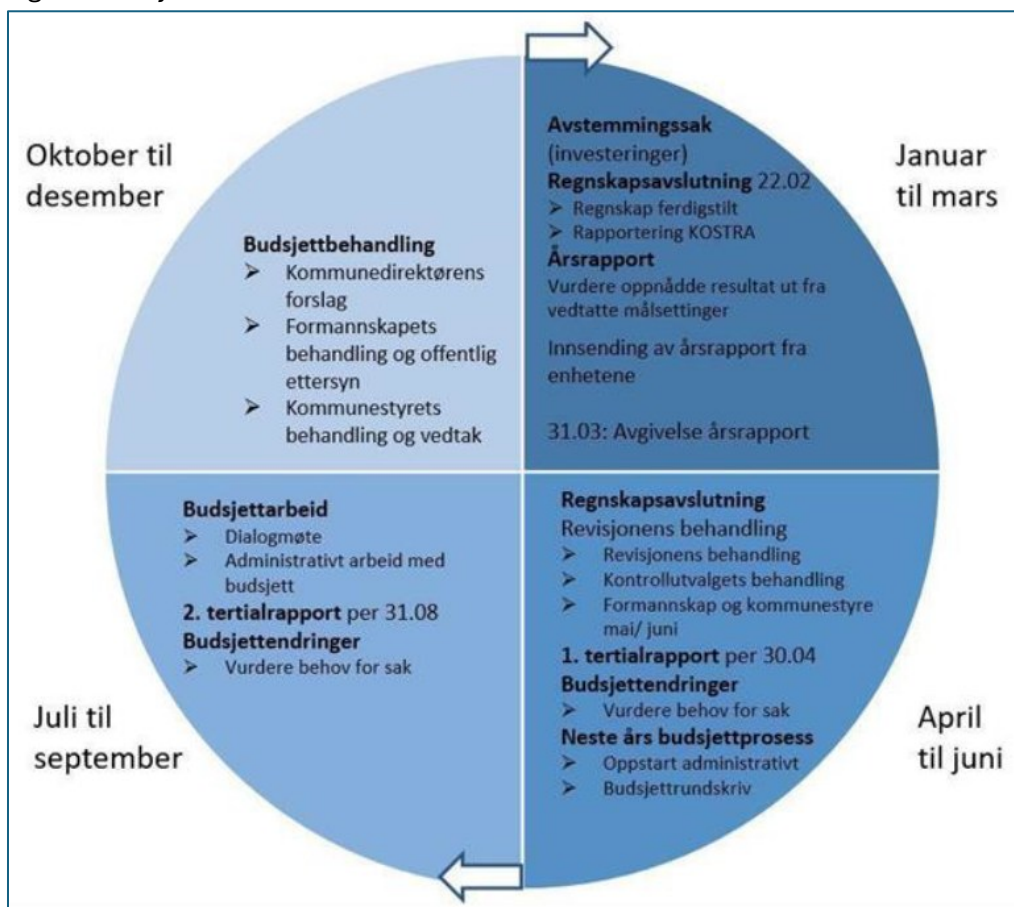 Januar
til mars
Avstemmingssak
(investeringer)
Regnskapsavslutning 22.02
➢ Regnskap ferdigstilt
➢ Rapportering KOSTRA
Årsrapport
Vurdere oppnådde resultat ut fra
vedtatte målsettinger
Innsending av årsrapport fra
enhetene
31.03: Avgivelse årsrapport
April
til juni
Regnskapsavslutning
Revisjonens behandling
➢ Revisjonens behandling
➢ Kontrollutvalgets behandling
➢ Formannskap og kommunestyre
mai/ juni
1. tertialrapport per 30.04
Budsjettendringer
➢ Vurdere behov for sak
Neste års budsjettprosess
➢ Oppstart administrativt
➢ Budsjettrundskriv
Juli til
september
Budsjettarbeid
➢ Dialogmøte
➢ Administrativt arbeid med
budsjett
2. tertialrapport per 31.08
Budsjettendringer
➢ Vurdere behov for sak
Oktober til
desember
Budsjettbehandling
➢ Kommunedirektørens
forslag
➢ Formannskapets
behandling og offentlig
ettersyn
➢ Kommunestyrets
behandling og vedtak